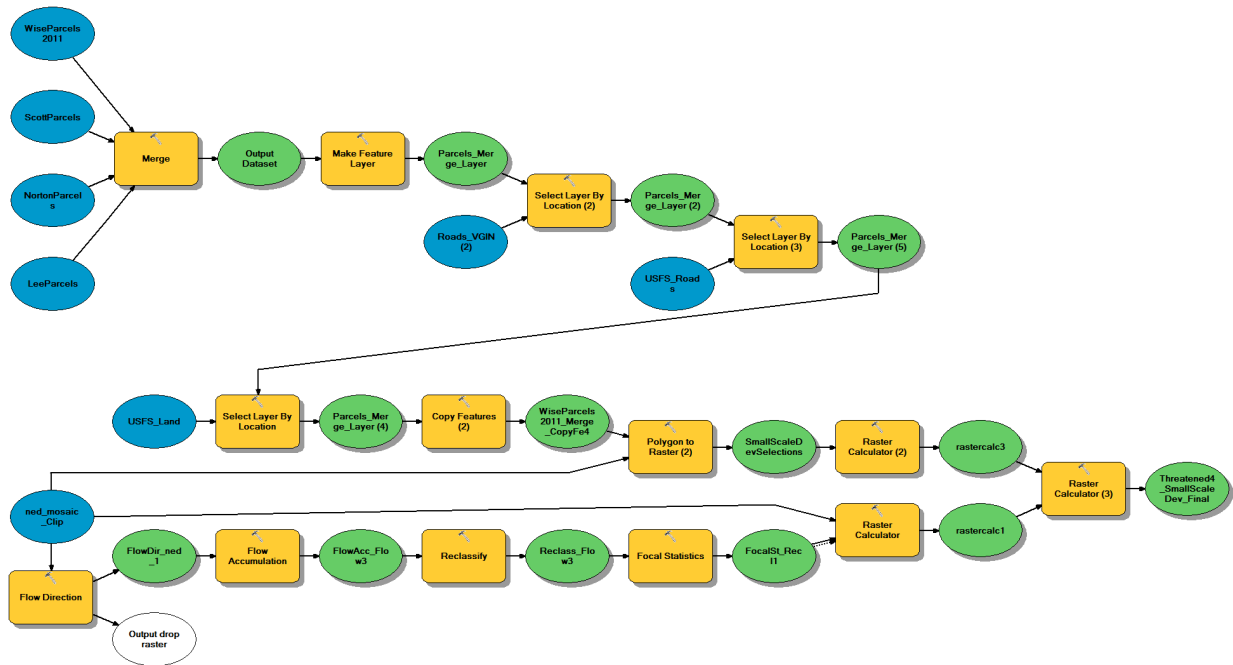 WiseParcels
2011
ScottParcels
NortonParcel
s
LeeParcels
Merge
Output
Dataset
Make Feature
Layer
Parcels_Mer
ge_Layer
Roads_VGIN
(2)
Select Layer By
Location (2)
Parcels_Mer
ge_Layer (2)
USFS_Road
s
Select Layer By
Location (3)
Parcels_Mer
ge_Layer (5)
USFS_Land
Select Layer By
Location
Parcels_Mer
ge_Layer (4)
Copy Features
(2)
WiseParcels
2011_Merge
_CopyFe4
Polygon to
Raster (2)
SmallScaleD
evSelections
Raster
Calculator (2)
rastercalc3
Raster
Calculator (3)
Threatened4
_SmallScale
Dev_Final
ned_mosaic
_Clip
FlowDir_ned
_1
Flow
Accumulation
FlowAcc_Flo
w3
Reclassify
Reclass_Flo
w3
Focal Statistics
FocalSt_Recl
1
Raster
Calculator
rastercalc1
Flow Direction
Output drop
raster